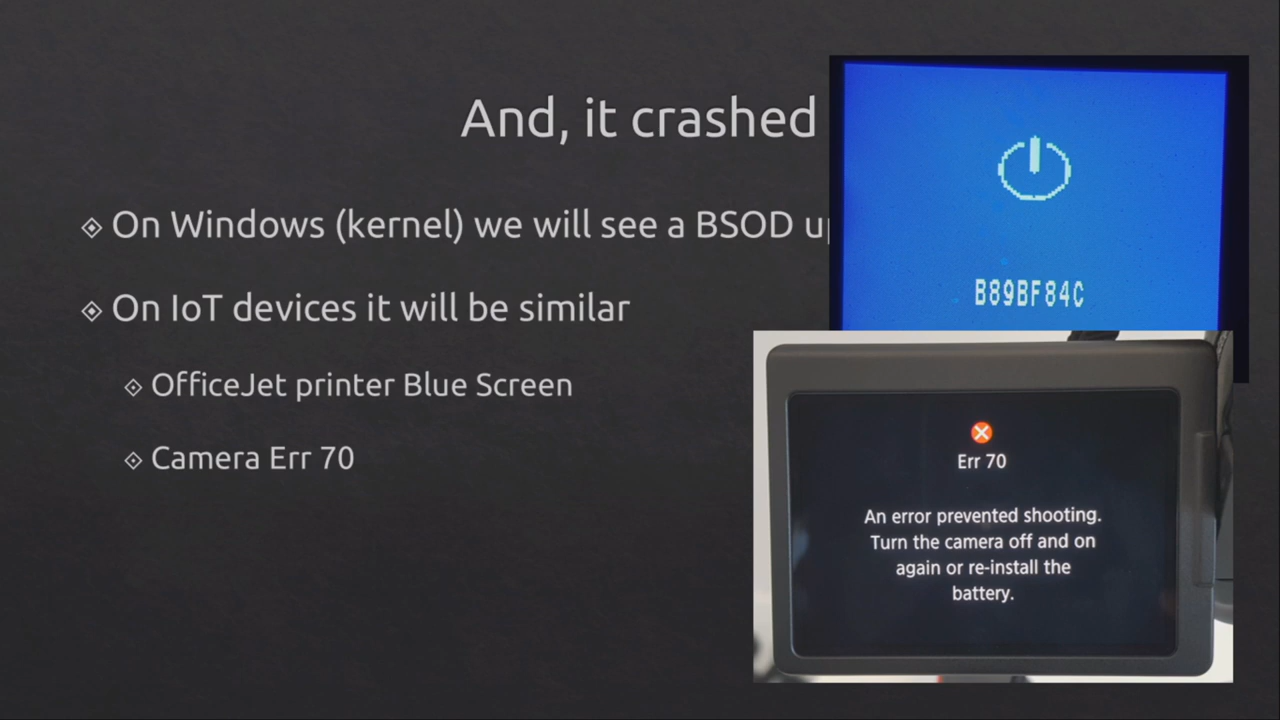 And, it crashed
On Windows (kernel) we will see a BSOD
On IoT devices it will be similar
OfficeJet printer Blue Screen
Camera Err 70
B89BF84C
Err 70
An error prevented shooting.
Turn the camera off and on
again or re-install the
battery.